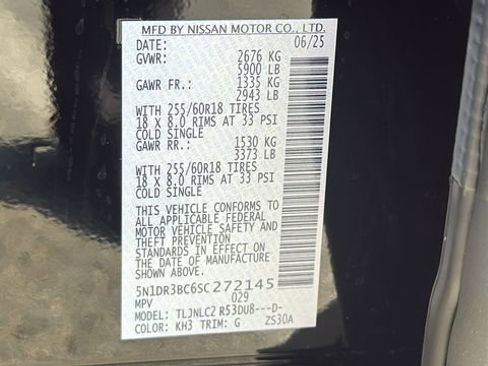 MFD BY NISSAN MOTOR CO., LTD.
DATE: 06/25
GVWR: 2676 KG
5900 LB
GAWR FR.: 1335 KG
2943 LB
WITH 255/60R18 TIRES
18 X 8.0 RIMS AT 33 PSI
COLD SINGLE
GAWR RR.: 1530 KG
3373 LB
WITH 255/60R18 TIRES
18 X 8.0 RIMS AT 33 PSI
COLD SINGLE
THIS VEHICLE CONFORMS TO
ALL APPLICABLE FEDERAL
MOTOR VEHICLE SAFETY AND
THEFT PREVENTION
STANDARDS IN EFFECT ON
THE DATE OF MANUFACTURE
SHOWN ABOVE.
5N1DR3BC6SC272145
MPV 029
MODEL: TLJNLC2 R53DU8---D-
COLOR: KH3 TRIM: G ZS30A